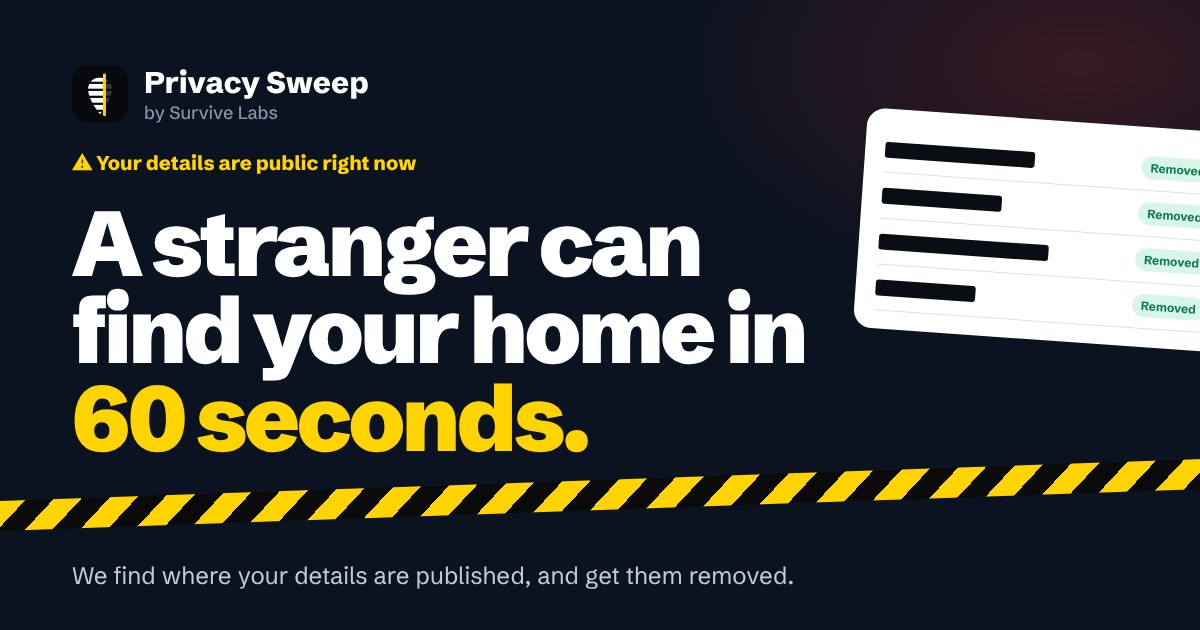 Privacy Sweep
by Survive Labs
⚠ Your details are public right now
A stranger can
find your home in
60 seconds.
Removed
Removed
Removed
Removed
We find where your details are published, and get them removed.